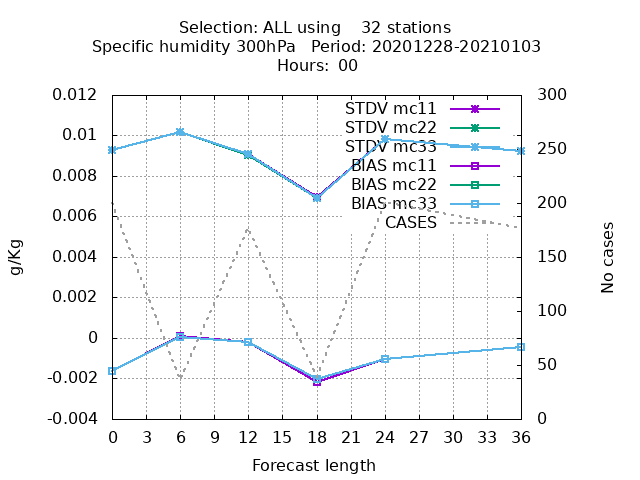 Selection: ALL using    32 stations
Specific humidity 300hPa   Period: 20201228-20210103
Hours: 00
0.012
0.01
0.008
0.006
0.004
0.002
0
-0.002
-0.004
g/Kg
STDV mc11
STDV mc22
STDV mc33
BIAS mc11
BIAS mc22
BIAS mc33
CASES
300
250
200
150
100
50
0
No cases
0 3 6 9 12 15 18 21 24 27 30 33 36
Forecast length